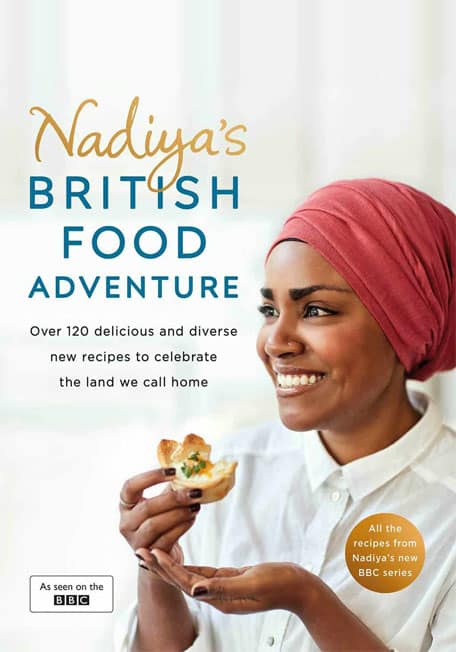 Nadiya's
BRITISH
FOOD
ADVENTURE
Over 120 delicious and diverse
new recipes to celebrate
the land we call home
All the
recipes from
Nadiya's new
BBC series
As seen on the
BBC